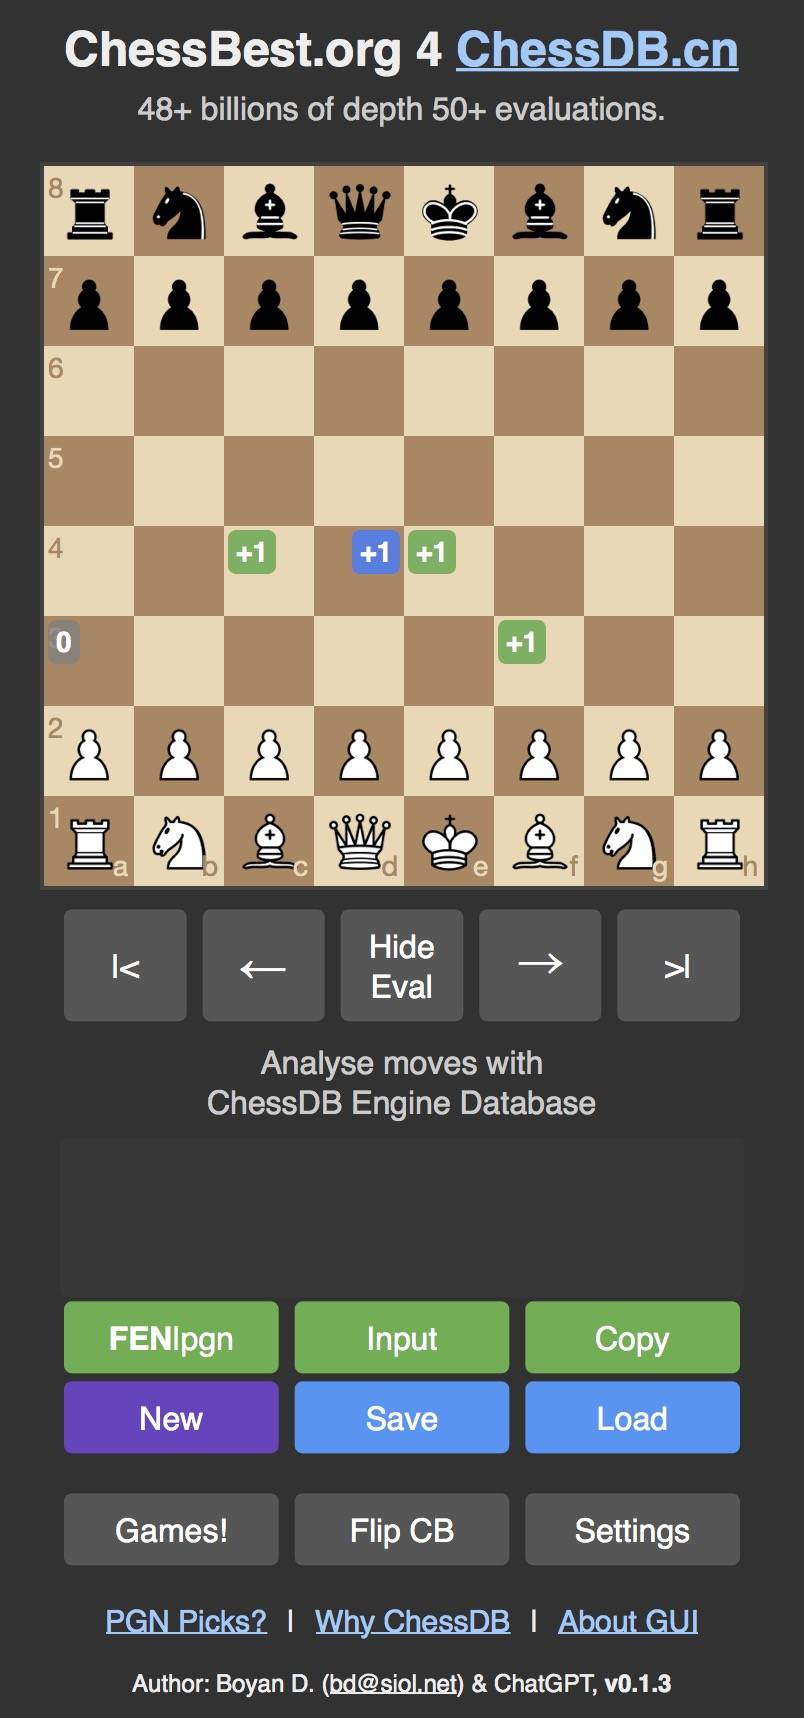 ChessBest.org 4 ChessDB.cn
48+ billions of depth 50+ evaluations.
8
7
6
5
4 +1 +1 +1
0 +1
2
1 a b c d e f g h
|< ← Hide Eval → >|
Analyse moves with
ChessDB Engine Database
FEN|pgn Input Copy
New Save Load
Games! Flip CB Settings
PGN Picks? | Why ChessDB | About GUI
Author: Boyan D. (bd@siol.net) & ChatGPT, v0.1.3